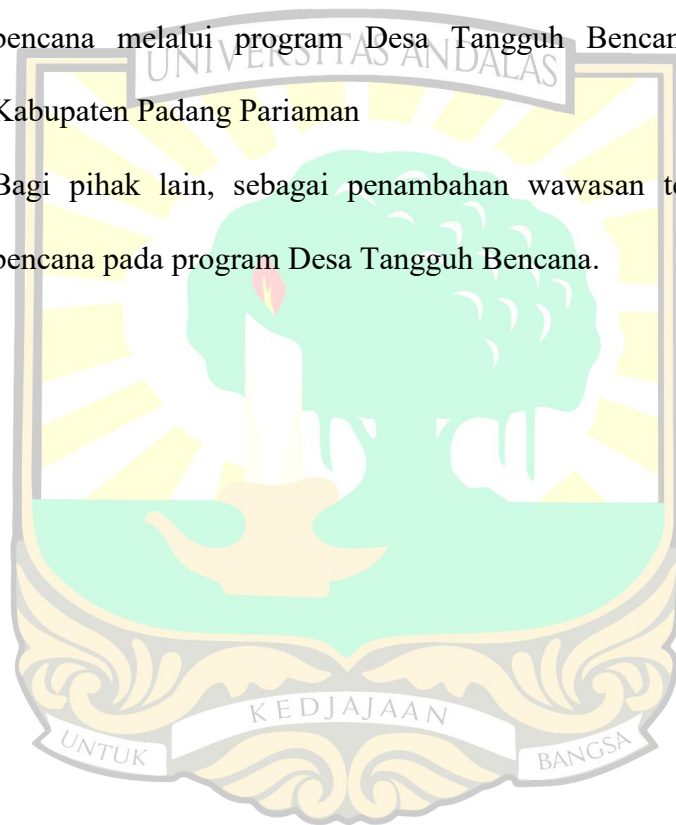 bencana melalui program Desa Tangguh Bencan
UNIVERSITAS ANDALAS
Kabupaten Padang Pariaman
Bagi pihak lain, sebagai penambahan wawasan
bencana pada program Desa Tangguh Bencana.
UNTUK KEDJAJAAN BANGSA